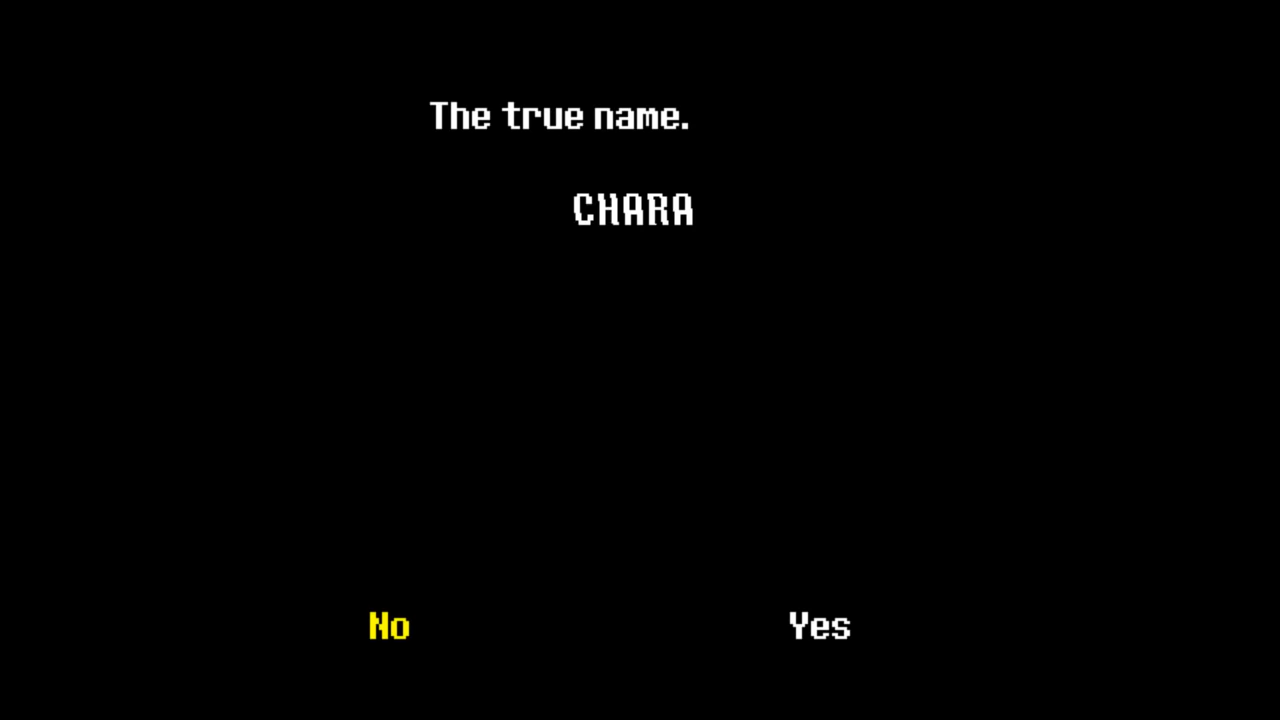 The true name.
CHARA
No Yes